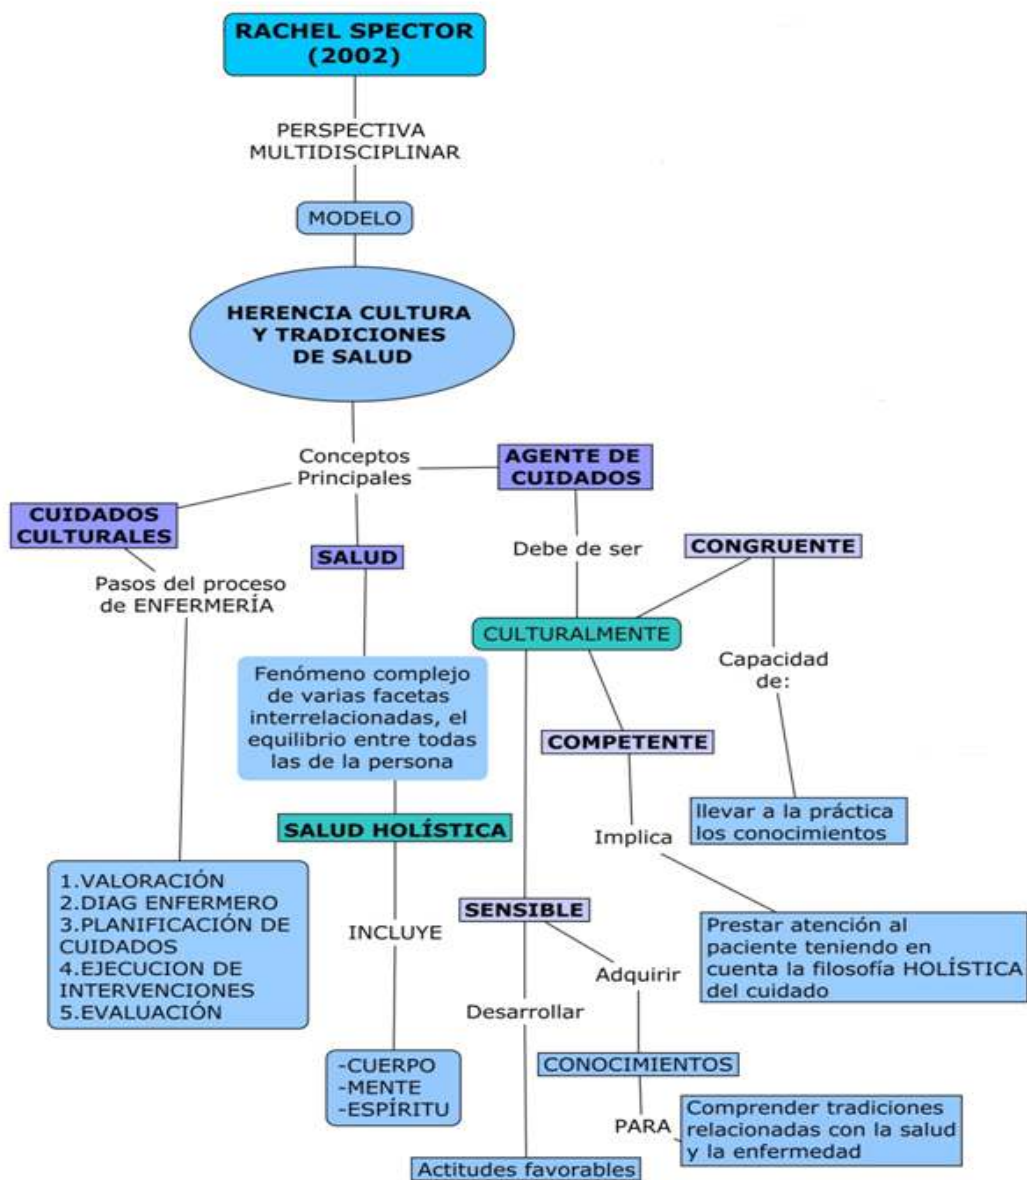 RACHEL SPECTOR
(2002)
PERSPECTIVA
MULTIDISCIPLINAR
MODELO
HERENCIA CULTURA
Y TRADICIONES
DE SALUD
Conceptos
Principales
CUIDADOS
CULTURALES
Pasos del proceso
de ENFERMERÍA
1.VALORACIÓN
2.DIAG ENFERMERO
3.PLANIFICACIÓN DE
CUIDADOS
4.EJECUCION DE
INTERVENCIONES
5.EVALUACIÓN
SALUD
Fenómeno complejo
de varias facetas
interrelacionadas, el
equilibrio entre todas
las de la persona
SALUD HOLÍSTICA
INCLUYE
-CUERPO
-MENTE
-ESPÍRITU
AGENTE DE
CUIDADOS
Debe de ser
CULTURALMENTE
CONGRUENTE
Capacidad
de:
llevar a la práctica
los conocimientos
COMPETENTE
Implica
Prestar atención al
paciente teniendo en
cuenta la filosofía HOLÍSTICA
del cuidado
SENSIBLE
Adquirir
CONOCIMIENTOS
PARA
Comprender tradiciones
relacionadas con la salud
y la enfermedad
Desarrollar
Actitudes favorables